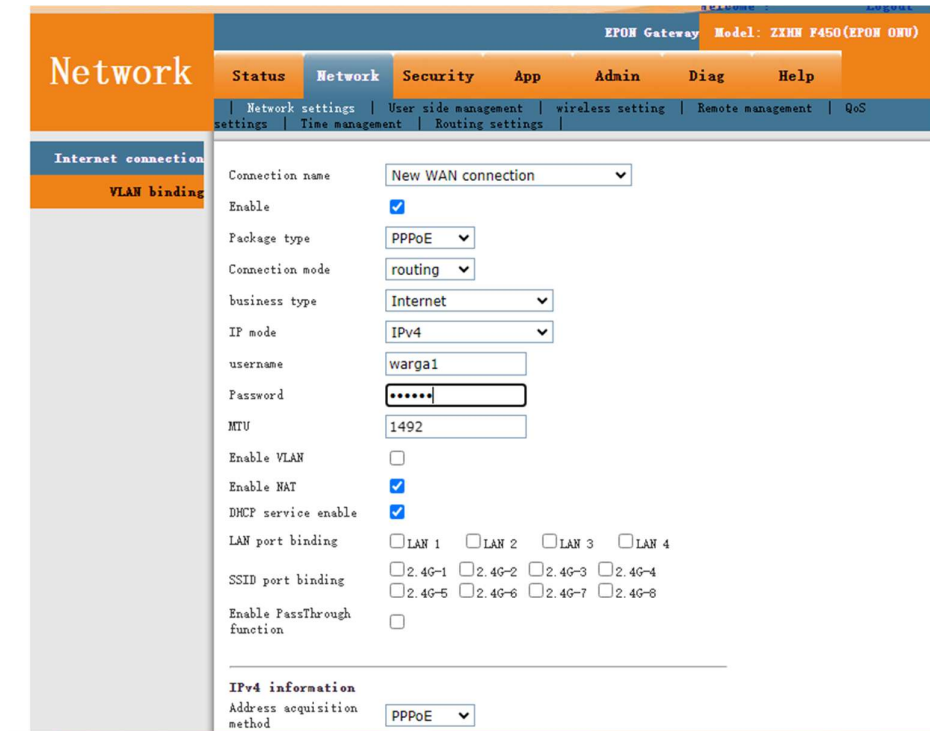 Welcome : Logout
EPON Gateway Model: ZXHN F450(EPON ONU)
Network
Status Network Security App Admin Diag Help
| Network settings | User side management | wireless setting | Remote management | QoS
settings | Time management | Routing settings |
Internet connection
VLAN binding
Connection name New WAN connection
Enable
Package type PPPoE
Connection mode routing
business type Internet
IP mode IPv4
username warga1
Password ••••••
MTU 1492
Enable VLAN
Enable NAT
DHCP service enable
LAN port binding LAN 1 LAN 2 LAN 3 LAN 4
SSID port binding 2.4G-1 2.4G-2 2.4G-3 2.4G-4
2.4G-5 2.4G-6 2.4G-7 2.4G-8
Enable PassThrough
function
IPv4 information
Address acquisition
method PPPoE